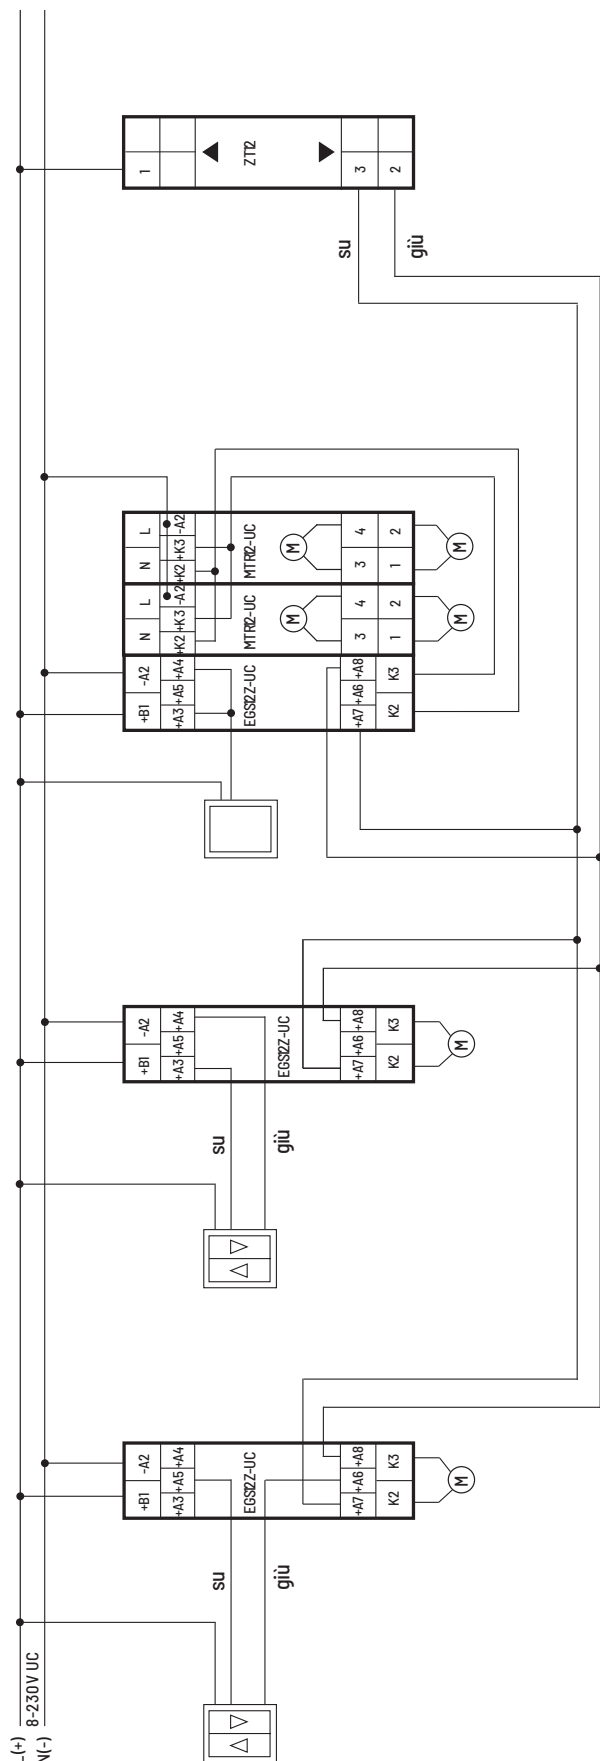 L(+)
8-230V UC
N(-)
su
giù
+B1 -A2
+A3 +A5 +A4
EGS12Z-UC
+A7 +A6 +A8
K2 K3
M
su
giù
+B1 -A2
+A3 +A5 +A4
EGS12Z-UC
+A7 +A6 +A8
K2 K3
M
+B1 -A2
+A3 +A5 +A4
EGS12Z-UC
+A7 +A6 +A8
K2 K3
N L
+K2 +K3 -A2
MTR12-UC
M
3 4
1 2
M
N L
+K2 +K3 -A2
MTR12-UC
M
3 4
1 2
M
su
giù
1
ZT12
3
2